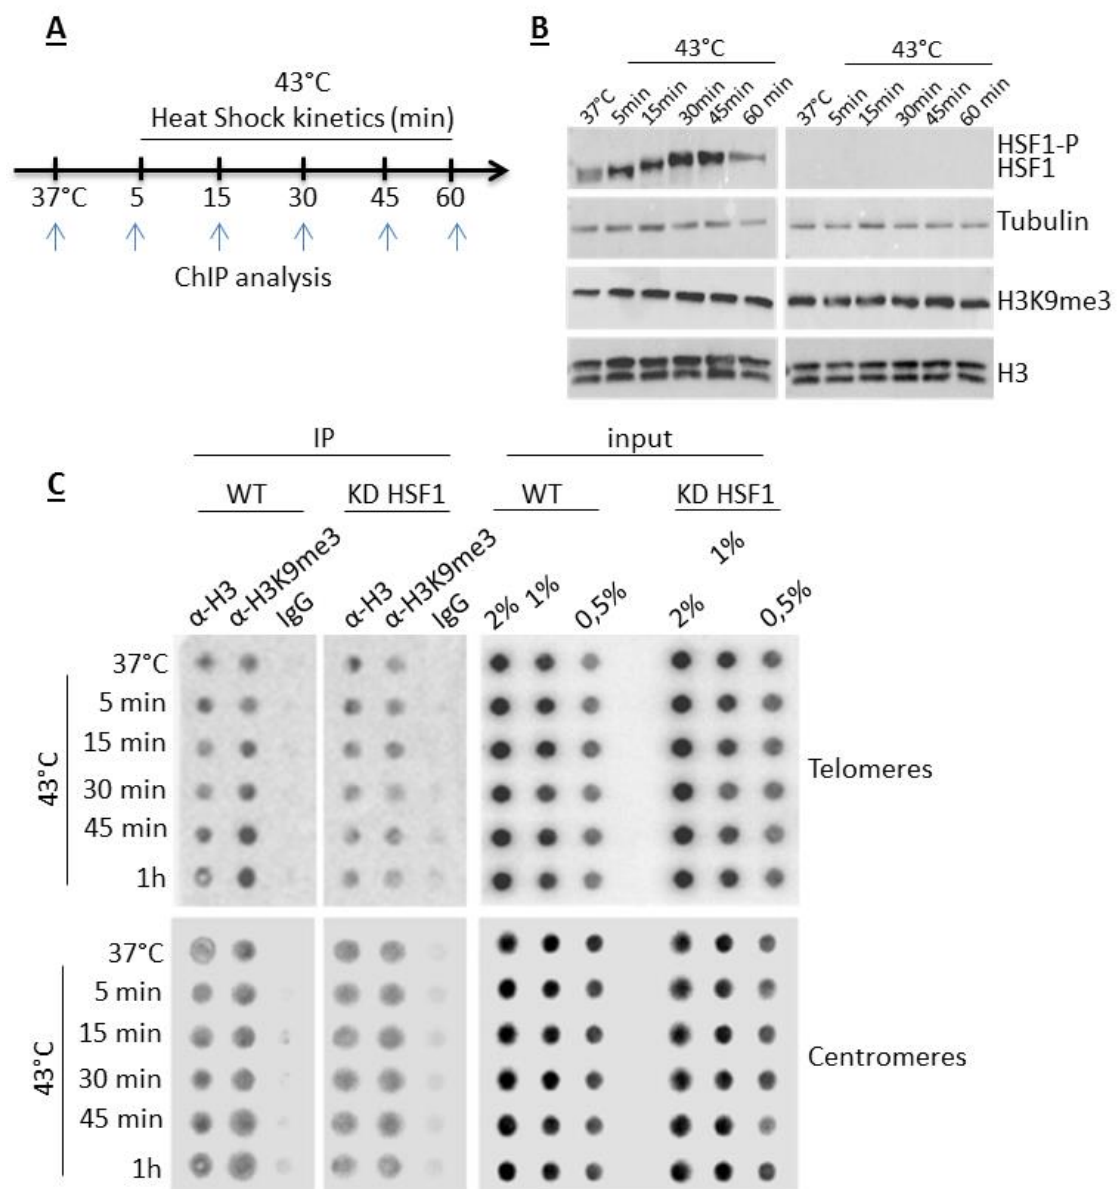 A
43°C
Heat Shock kinetics (min)
37°C 5 15 30 45 60
ChIP analysis
B
43°C 43°C
37°C 5min 15min 30min 45min 60 min 37°C 5min 15min 30min 45min 60 min
HSF1-P
HSF1
Tubulin
H3K9me3
H3
C
IP input
WT KD HSF1 WT KD HSF1
α-H3 α-H3K9me3 IgG α-H3 α-H3K9me3 IgG 2% 1% 0,5% 2% 1% 0,5%
37°C
5 min
15 min
30 min
45 min
1h
43°C
Telomeres
37°C
5 min
15 min
30 min
45 min
1h
43°C
Centromeres